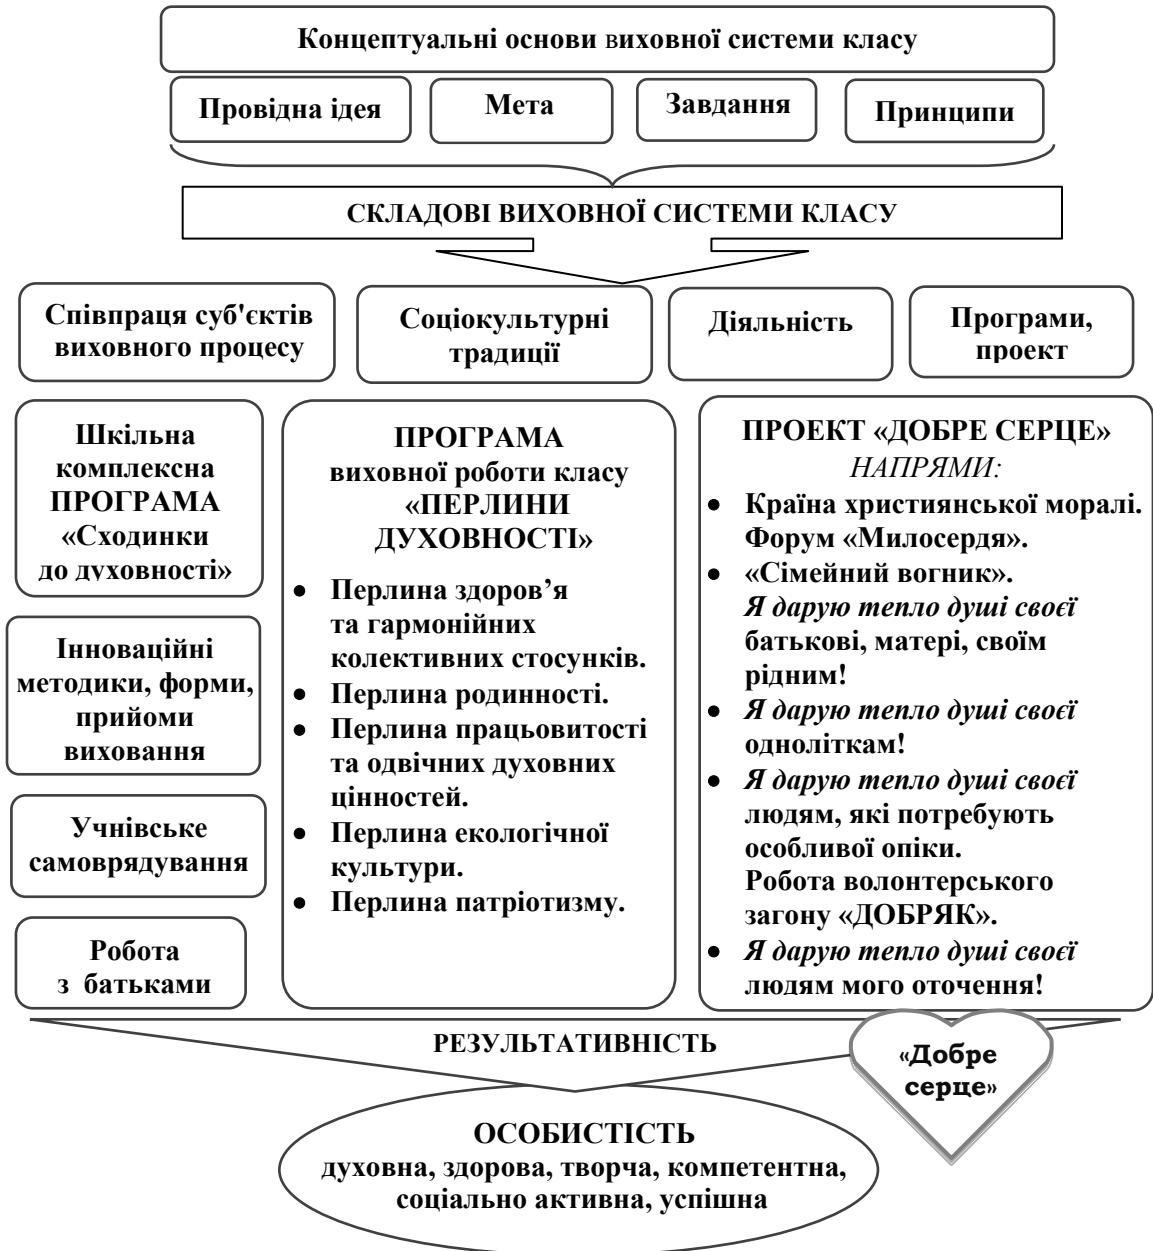 Концептуальні основи виховної системи класу
Провідна ідея
Мета
Завдання
Принципи
СКЛАДОВІ ВИХОВНОЇ СИСТЕМИ КЛАСУ
Співпраця суб'єктів
виховного процесу
Соціокультурні
традиції
Діяльність
Програми,
проект
Шкільна
комплексна
ПРОГРАМА
«Сходинки
до духовності»
Інноваційні
методики, форми,
прийоми
виховання
Учнівське
самоврядування
Робота
з батьками
ПРОГРАМА
виховної роботи класу
«ПЕРЛИНИ
ДУХОВНОСТІ»
• Перлина здоров’я
та гармонійних
колективних стосунків.
• Перлина родинності.
• Перлина працьовитості
та одвічних духовних
цінностей.
• Перлина екологічної
культури.
• Перлина патріотизму.
ПРОЕКТ «ДОБРЕ СЕРЦЕ»
НАПРЯМИ:
• Країна християнської моралі.
Форум «Милосердя».
• «Сімейний вогник».
Я дарую тепло душі своєї
батькові, матері, своїм
рідним!
• Я дарую тепло душі своєї
одноліткам!
• Я дарую тепло душі своєї
людям, які потребують
особливої опіки.
Робота волонтерського
загону «ДОБРЯК».
• Я дарую тепло душі своєї
людям мого оточення!
РЕЗУЛЬТАТИВНІСТЬ
«Добре
серце»
ОСОБИСТІСТЬ
духовна, здорова, творча, компетентна,
соціально активна, успішна